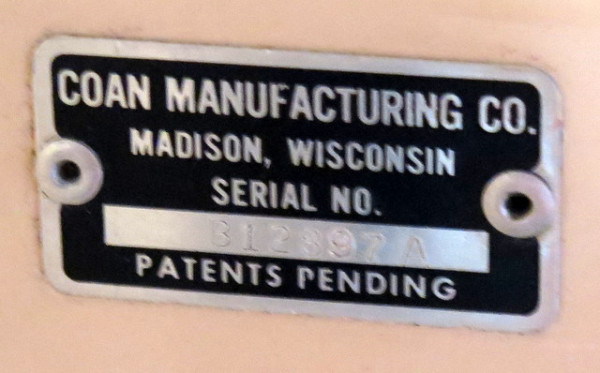 COAN MANUFACTURING CO.
MADISON, WISCONSIN
SERIAL NO.
PATENTS PENDING